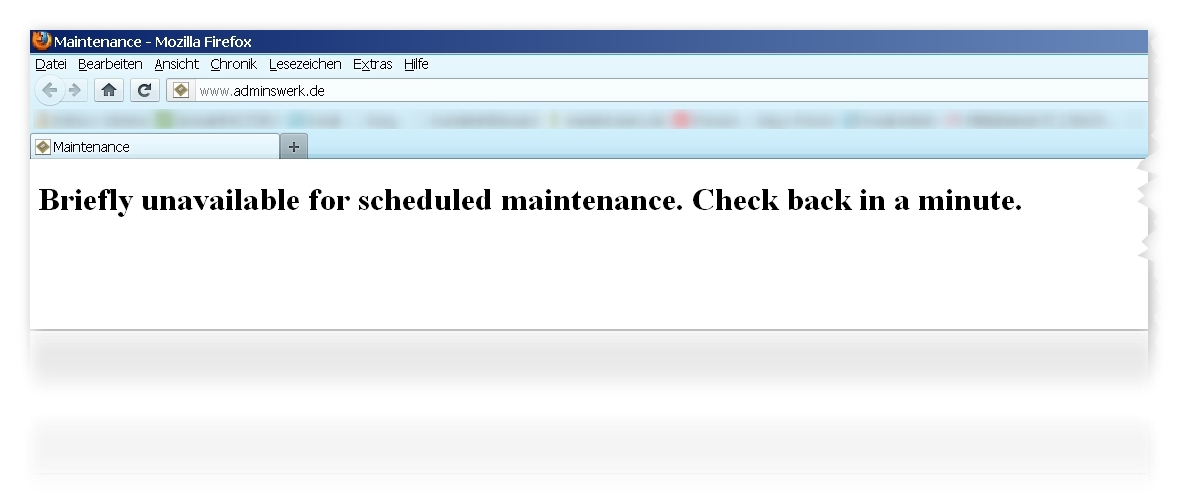 Maintenance - Mozilla Firefox
Datei Bearbeiten Ansicht Chronik Lesezeichen Extras Hilfe
www.adminswerk.de
Maintenance
Briefly unavailable for scheduled maintenance. Check back in a minute.